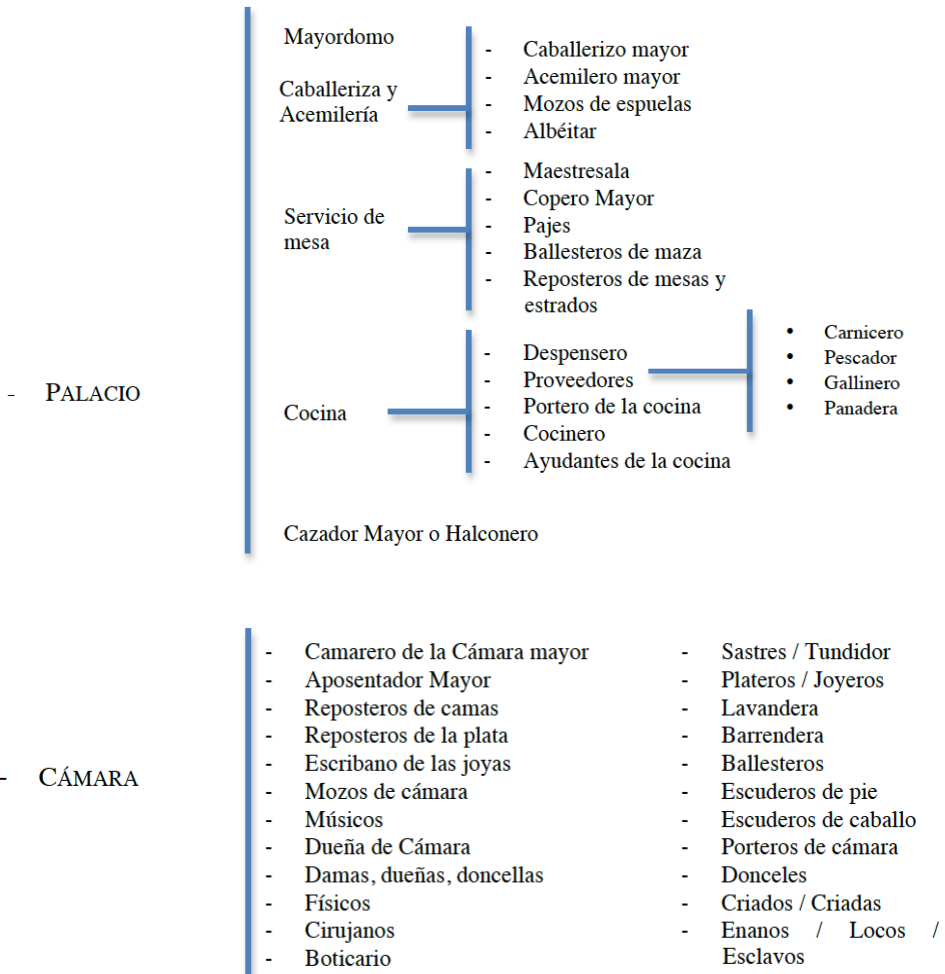 - PALACIO
Mayordomo
Caballeriza y
Acemilería
- Caballerizo mayor
- Acemilero mayor
- Mozos de espuelas
- Albéitar
Servicio de
mesa
- Maestresala
- Copero Mayor
- Pajes
- Ballesteros de maza
- Reposteros de mesas y
estrados
Cocina
- Despensero
- Proveedores
- Portero de la cocina
- Cocinero
- Ayudantes de la cocina
• Carnicero
• Pescador
• Gallinero
• Panadera
Cazador Mayor o Halconero
- CÁMARA
- Camarero de la Cámara mayor
- Aposentador Mayor
- Reposteros de camas
- Reposteros de la plata
- Escribano de las joyas
- Mozos de cámara
- Músicos
- Dueña de Cámara
- Damas, dueñas, doncellas
- Físicos
- Cirujanos
- Boticario
- Sastres / Tundidor
- Plateros / Joyeros
- Lavandera
- Barrendera
- Ballesteros
- Escuderos de pie
- Escuderos de caballo
- Porteros de cámara
- Donceles
- Criados / Criadas
- Enanos / Locos /
Esclavos